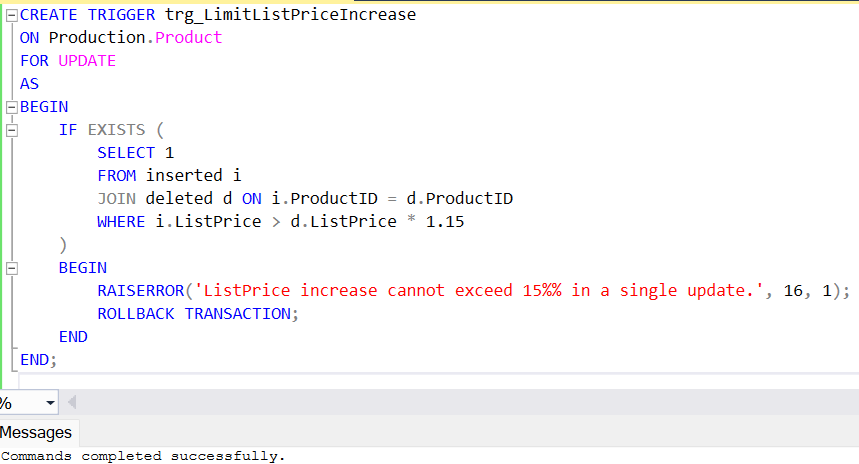 CREATE TRIGGER trg_LimitListPriceIncrease
ON Production.Product
FOR UPDATE
AS
BEGIN
    IF EXISTS (
        SELECT 1
        FROM inserted i
        JOIN deleted d ON i.ProductID = d.ProductID
        WHERE i.ListPrice > d.ListPrice * 1.15
    )
    BEGIN
        RAISERROR('ListPrice increase cannot exceed 15%% in a single update.', 16, 1);
        ROLLBACK TRANSACTION;
    END
END;
%
Messages
Commands completed successfully.